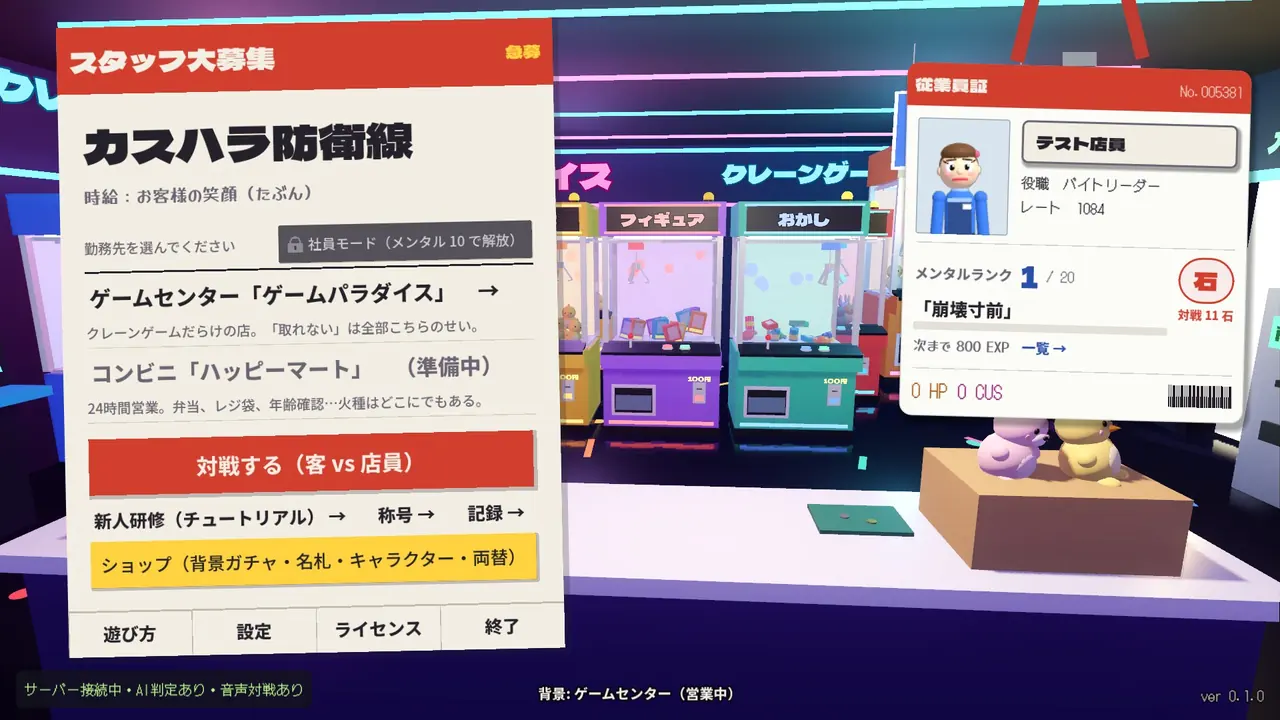 スタッフ大募集
急募
カスハラ防衛線
時給：お客様の笑顔（たぶん）
勤務先を選んでください
社員モード（メンタル 10 で解放）
ゲームセンター「ゲームパラダイス」 →
クレーンゲームだらけの店。「取れない」は全部こちらのせい。
コンビニ「ハッピーマート」 （準備中）
24時間営業。弁当、レジ袋、年齢確認…火種はどこにでもある。
対戦する（客 vs 店員）
新人研修（チュートリアル） → 称号 → 記録 →
ショップ（背景ガチャ・名札・キャラクター・両替）
遊び方 設定 ライセンス 終了
サーバー接続中・AI判定あり・音声対戦あり
クレ
イス
クレーンゲー
フィギュア
おかし
100円
100円
従業員証
No. 005381
テスト店員
役職 バイトリーダー
レート 1084
メンタルランク 1 / 20
「崩壊寸前」
石
対戦 11 石
次まで 800 EXP 一覧 →
0 HP 0 CUS
背景: ゲームセンター（営業中）
ver 0.1.0